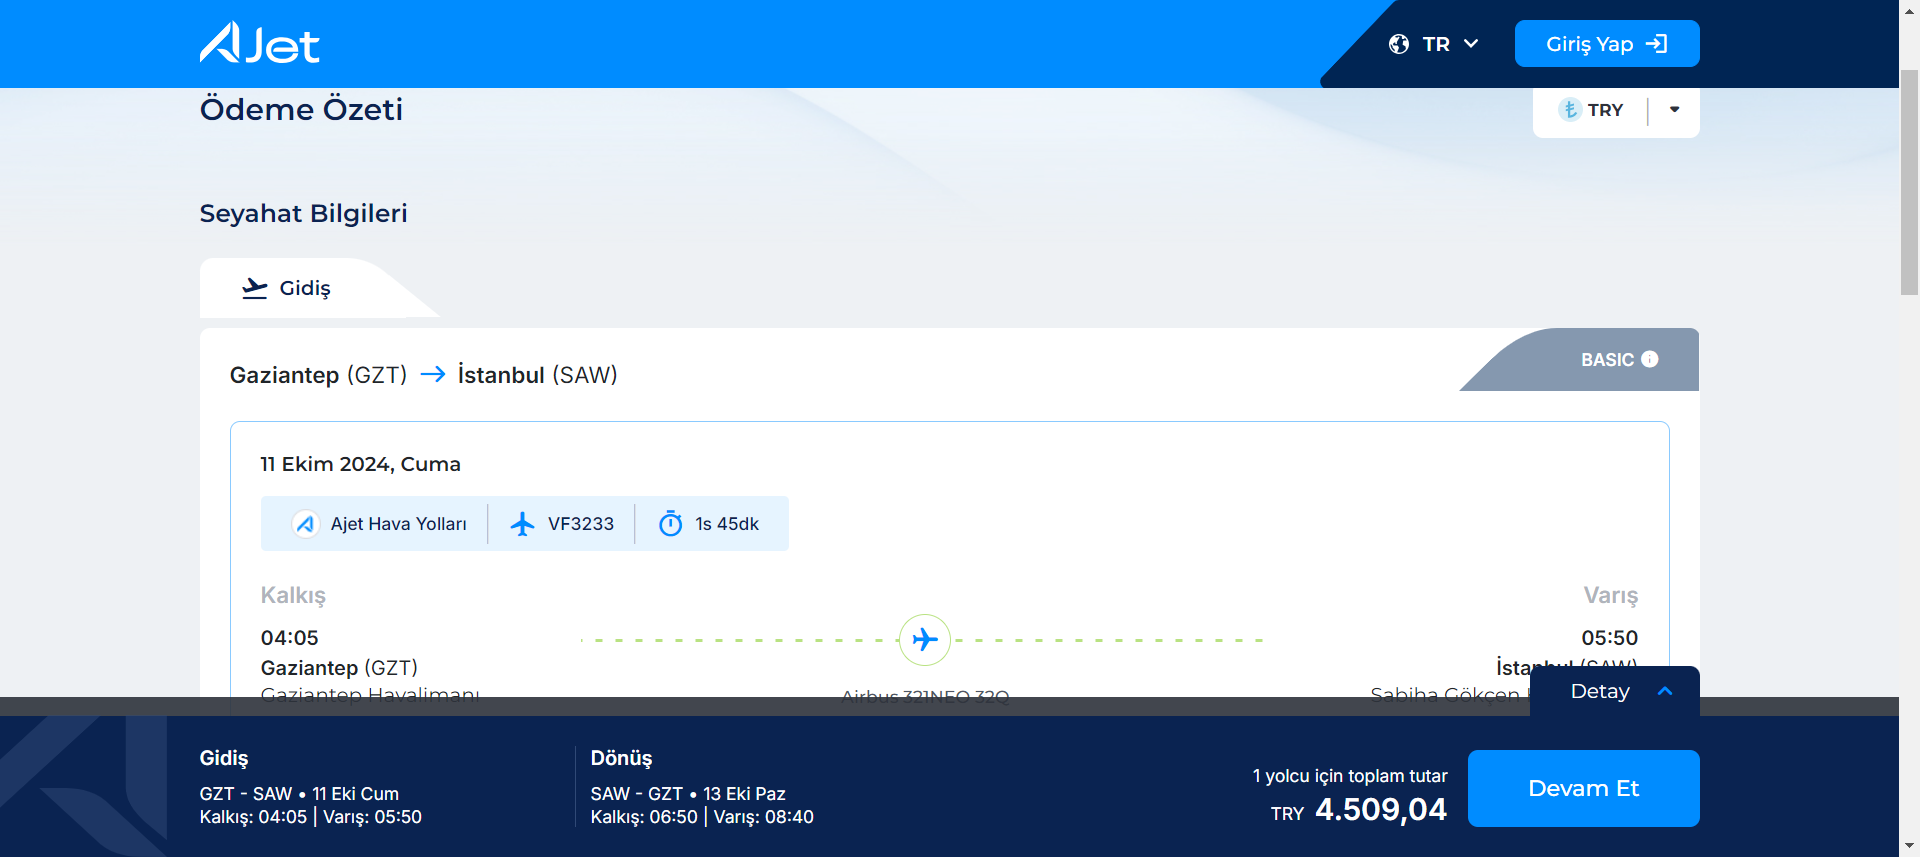 AJet
TR
Giriş Yap
Ödeme Özeti
TRY
Seyahat Bilgileri
Gidiş
Gaziantep (GZT) → İstanbul (SAW)
BASIC
11 Ekim 2024, Cuma
Ajet Hava Yolları
VF3233
1s 45dk
Kalkış
Varış
04:05
05:50
Gaziantep (GZT)
İstanbul (SAW)
Gaziantep Havalimanı
Airbus 321NEO 32Q
Sabiha Gökçen
Detay
Gidiş
GZT - SAW • 11 Eki Cum
Kalkış: 04:05 | Varış: 05:50
Dönüş
SAW - GZT • 13 Eki Paz
Kalkış: 06:50 | Varış: 08:40
1 yolcu için toplam tutar
TRY 4.509,04
Devam Et